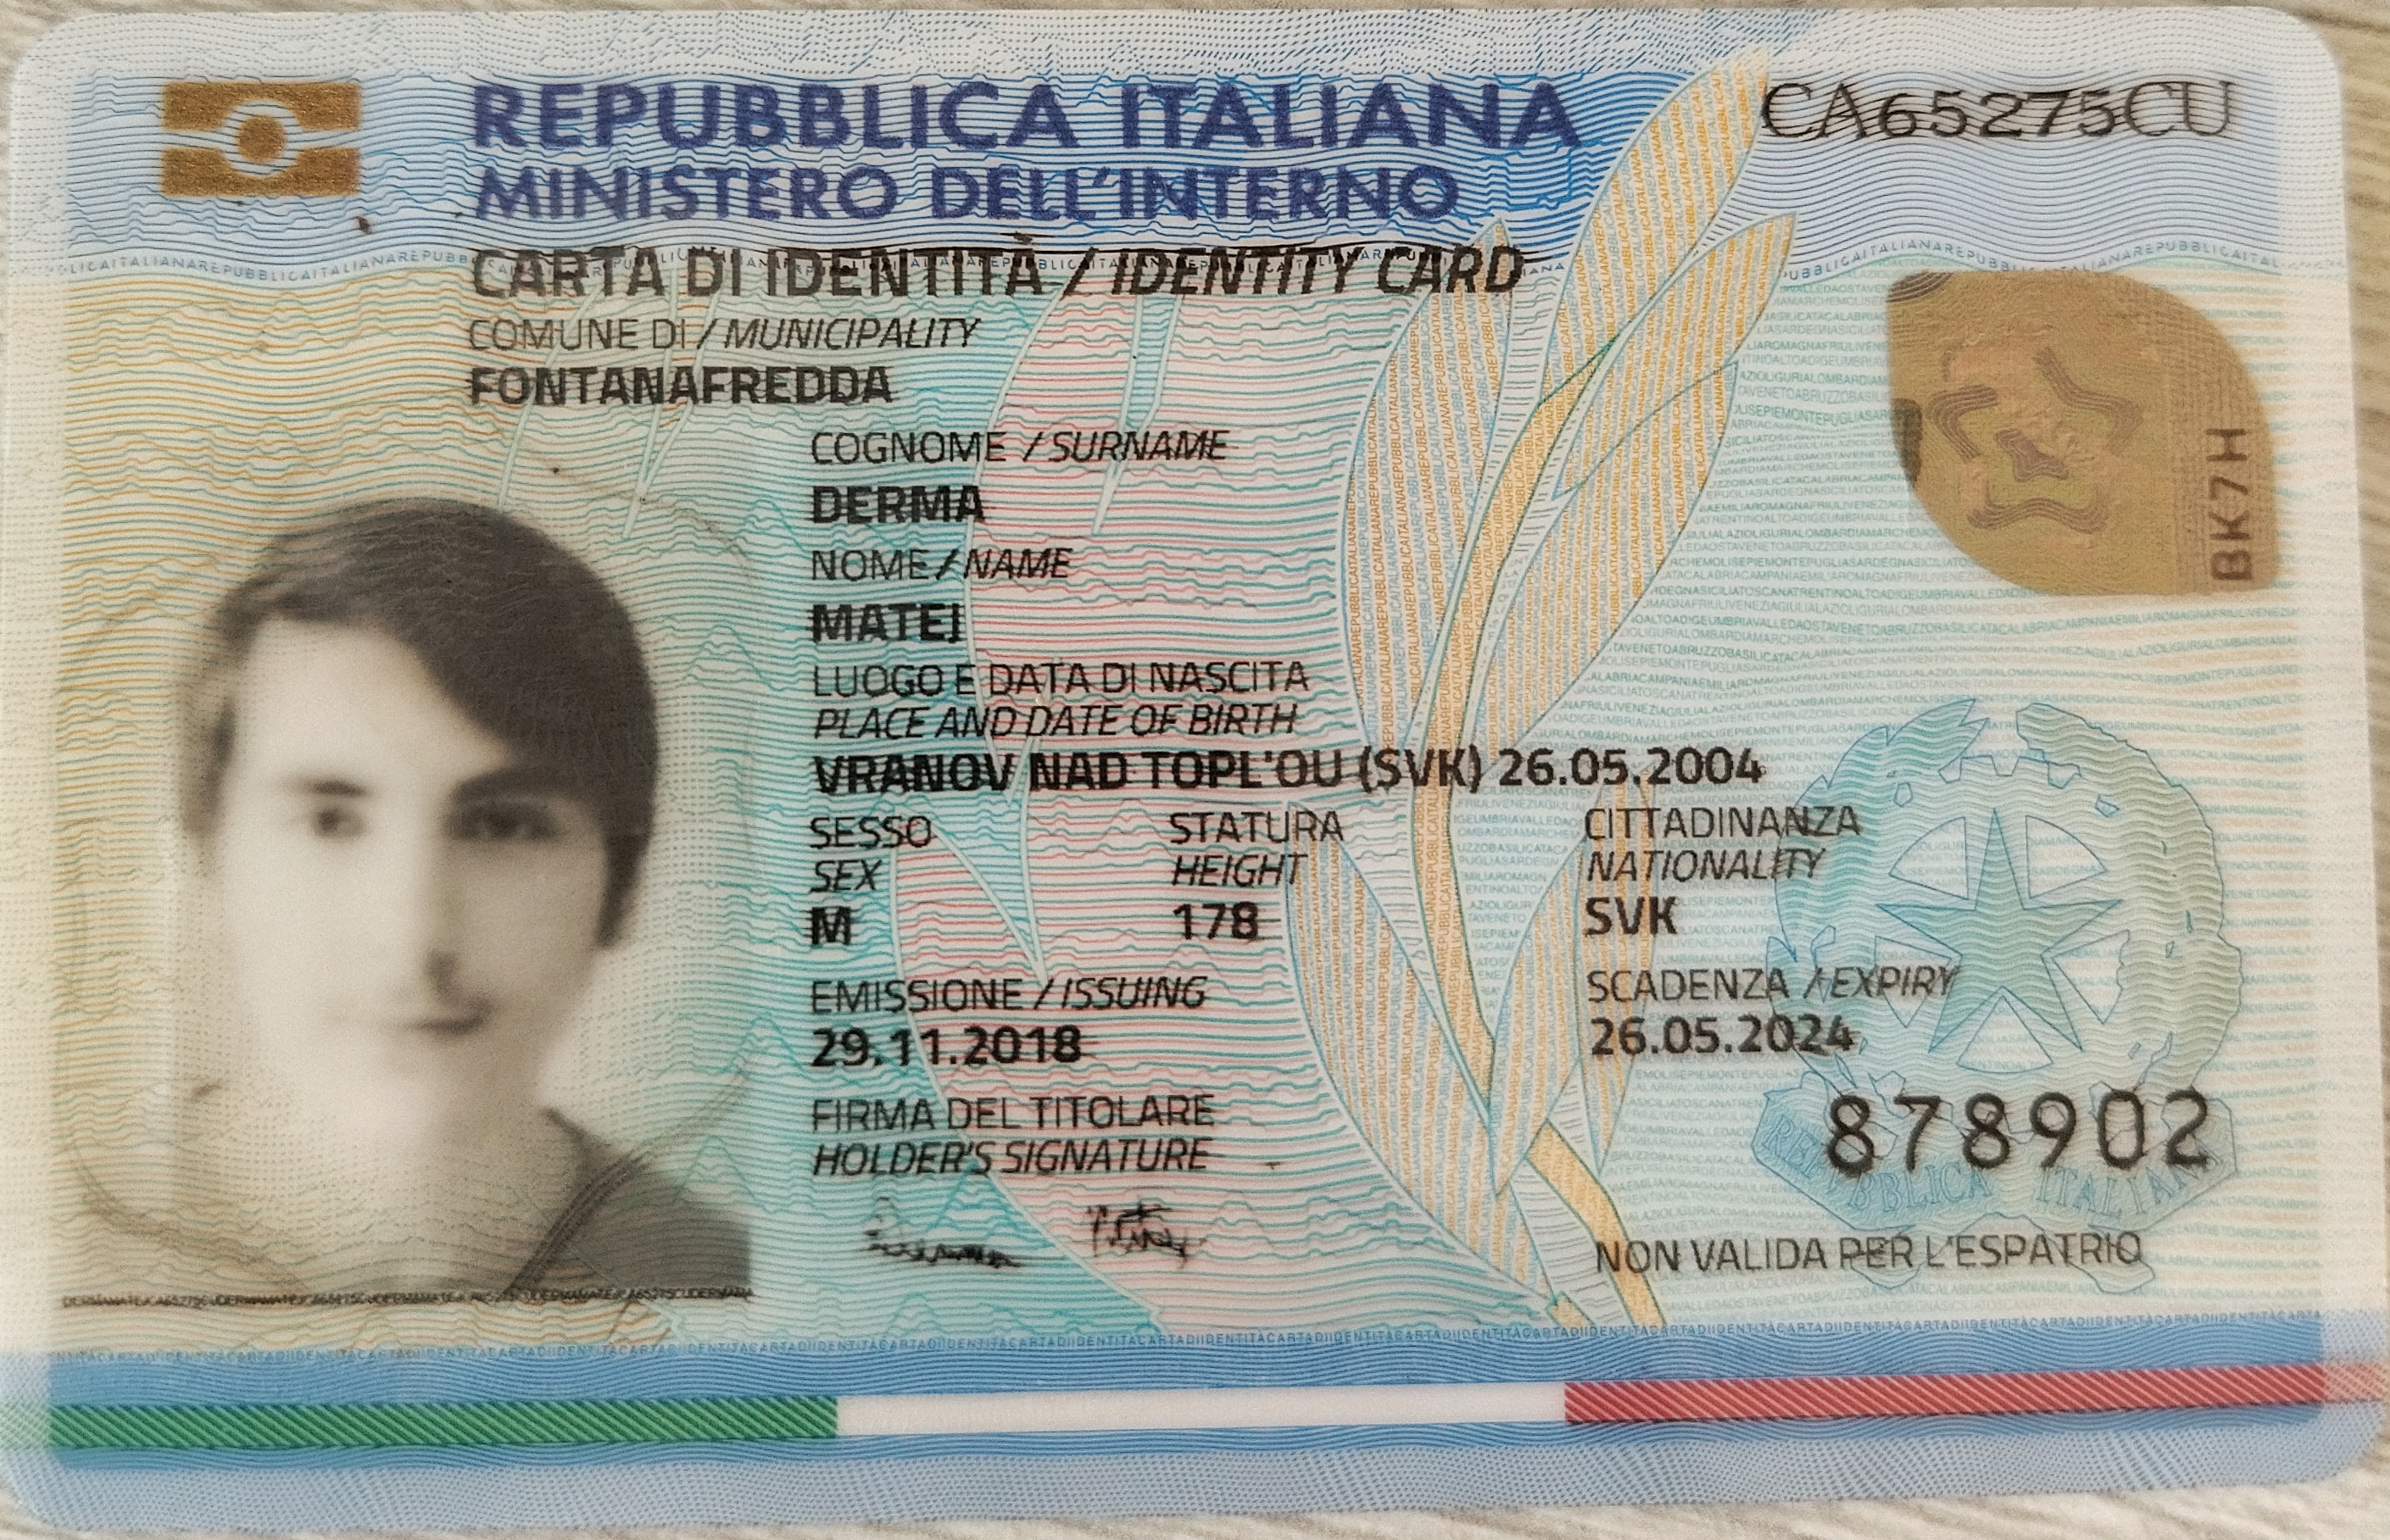 REPUBBLICA ITALIANA
CA65275CU
MINISTERO DELL'INTERNO
CARTA DI IDENTITÀ / IDENTITY CARD
COMUNE DI / MUNICIPALITY
FONTANAFREDDA
COGNOME / SURNAME
DERMA
BK7H
NOME / NAME
MATEJ
LUOGO E DATA DI NASCITA
PLACE AND DATE OF BIRTH
VRANOV NAD TOPL'OU (SVK) 26.05.2004
SESSO STATURA CITTADINANZA
SEX HEIGHT NATIONALITY
M 178 SVK
EMISSIONE / ISSUING SCADENZA / EXPIRY
29.11.2018 26.05.2024
878902
FIRMA DEL TITOLARE
HOLDER'S SIGNATURE
REPUBBLICA ITALIANA
NON VALIDA PER L'ESPATRIO